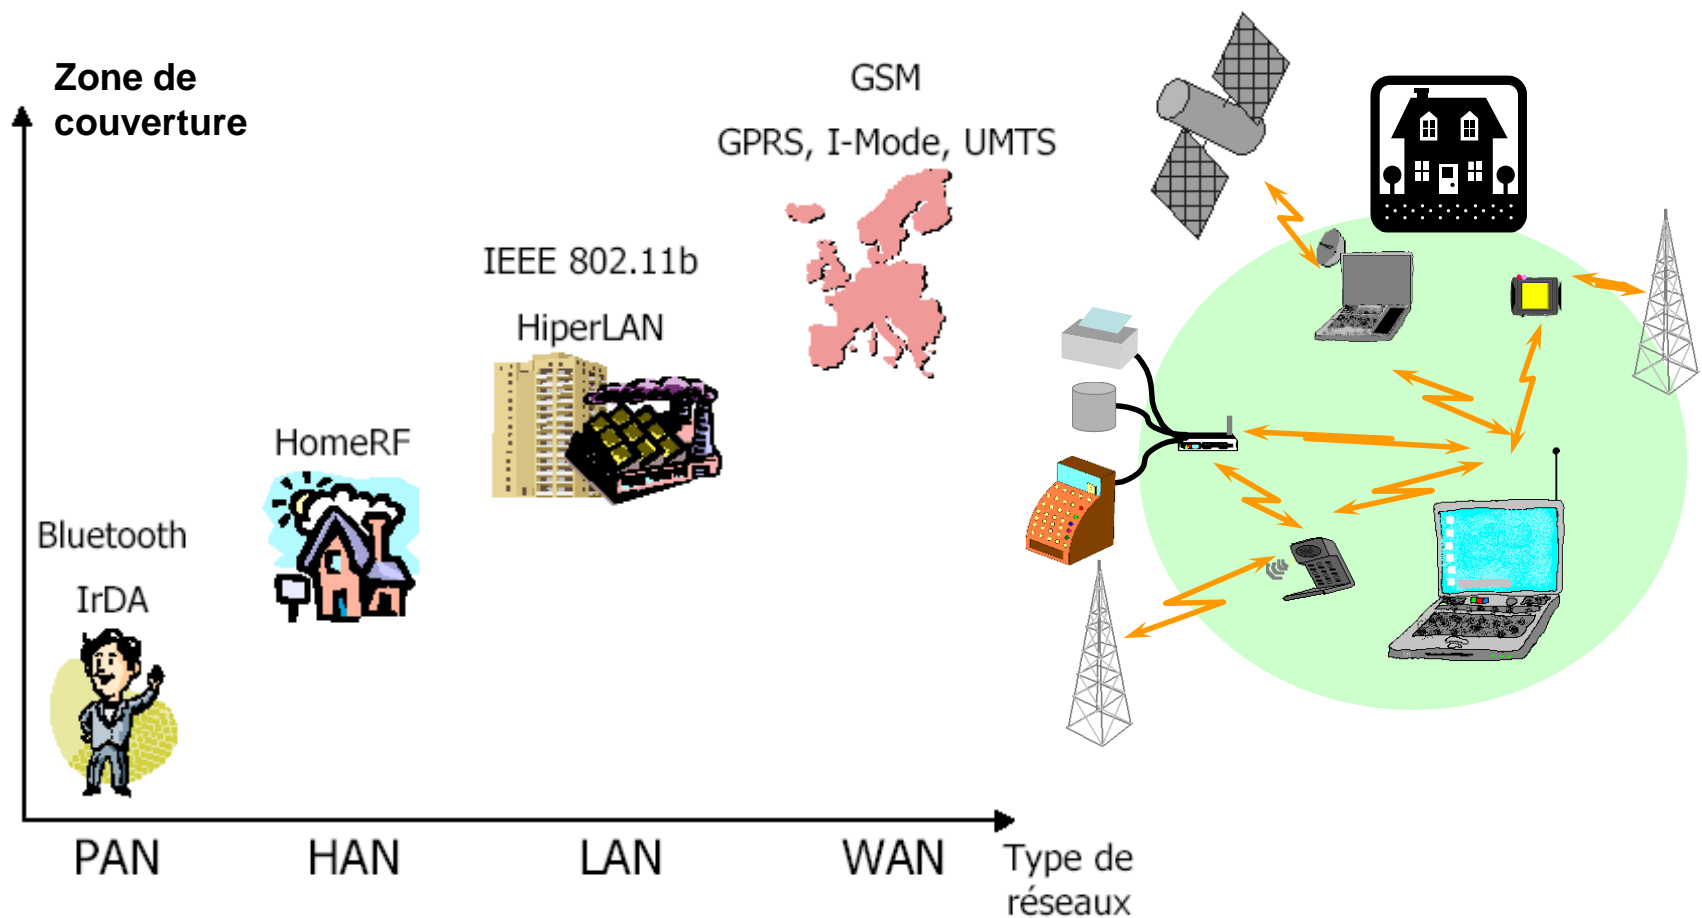 Zone de
couverture
GSM
GPRS, I-Mode, UMTS
IEEE 802.11b
HiperLAN
HomeRF
Bluetooth
IrDA
PAN
HAN
LAN
WAN
Type de
réseaux